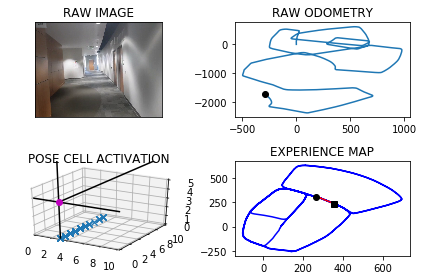 RAW IMAGE
RAW ODOMETRY
0
−1000
−2000
−500 0 500 1000
POSE CELL ACTIVATION
5
4
3
2
1
0
0 2 4 6 8 10
0 2 4 6 8 10
EXPERIENCE MAP
500
250
0
−250
0 200 400 600